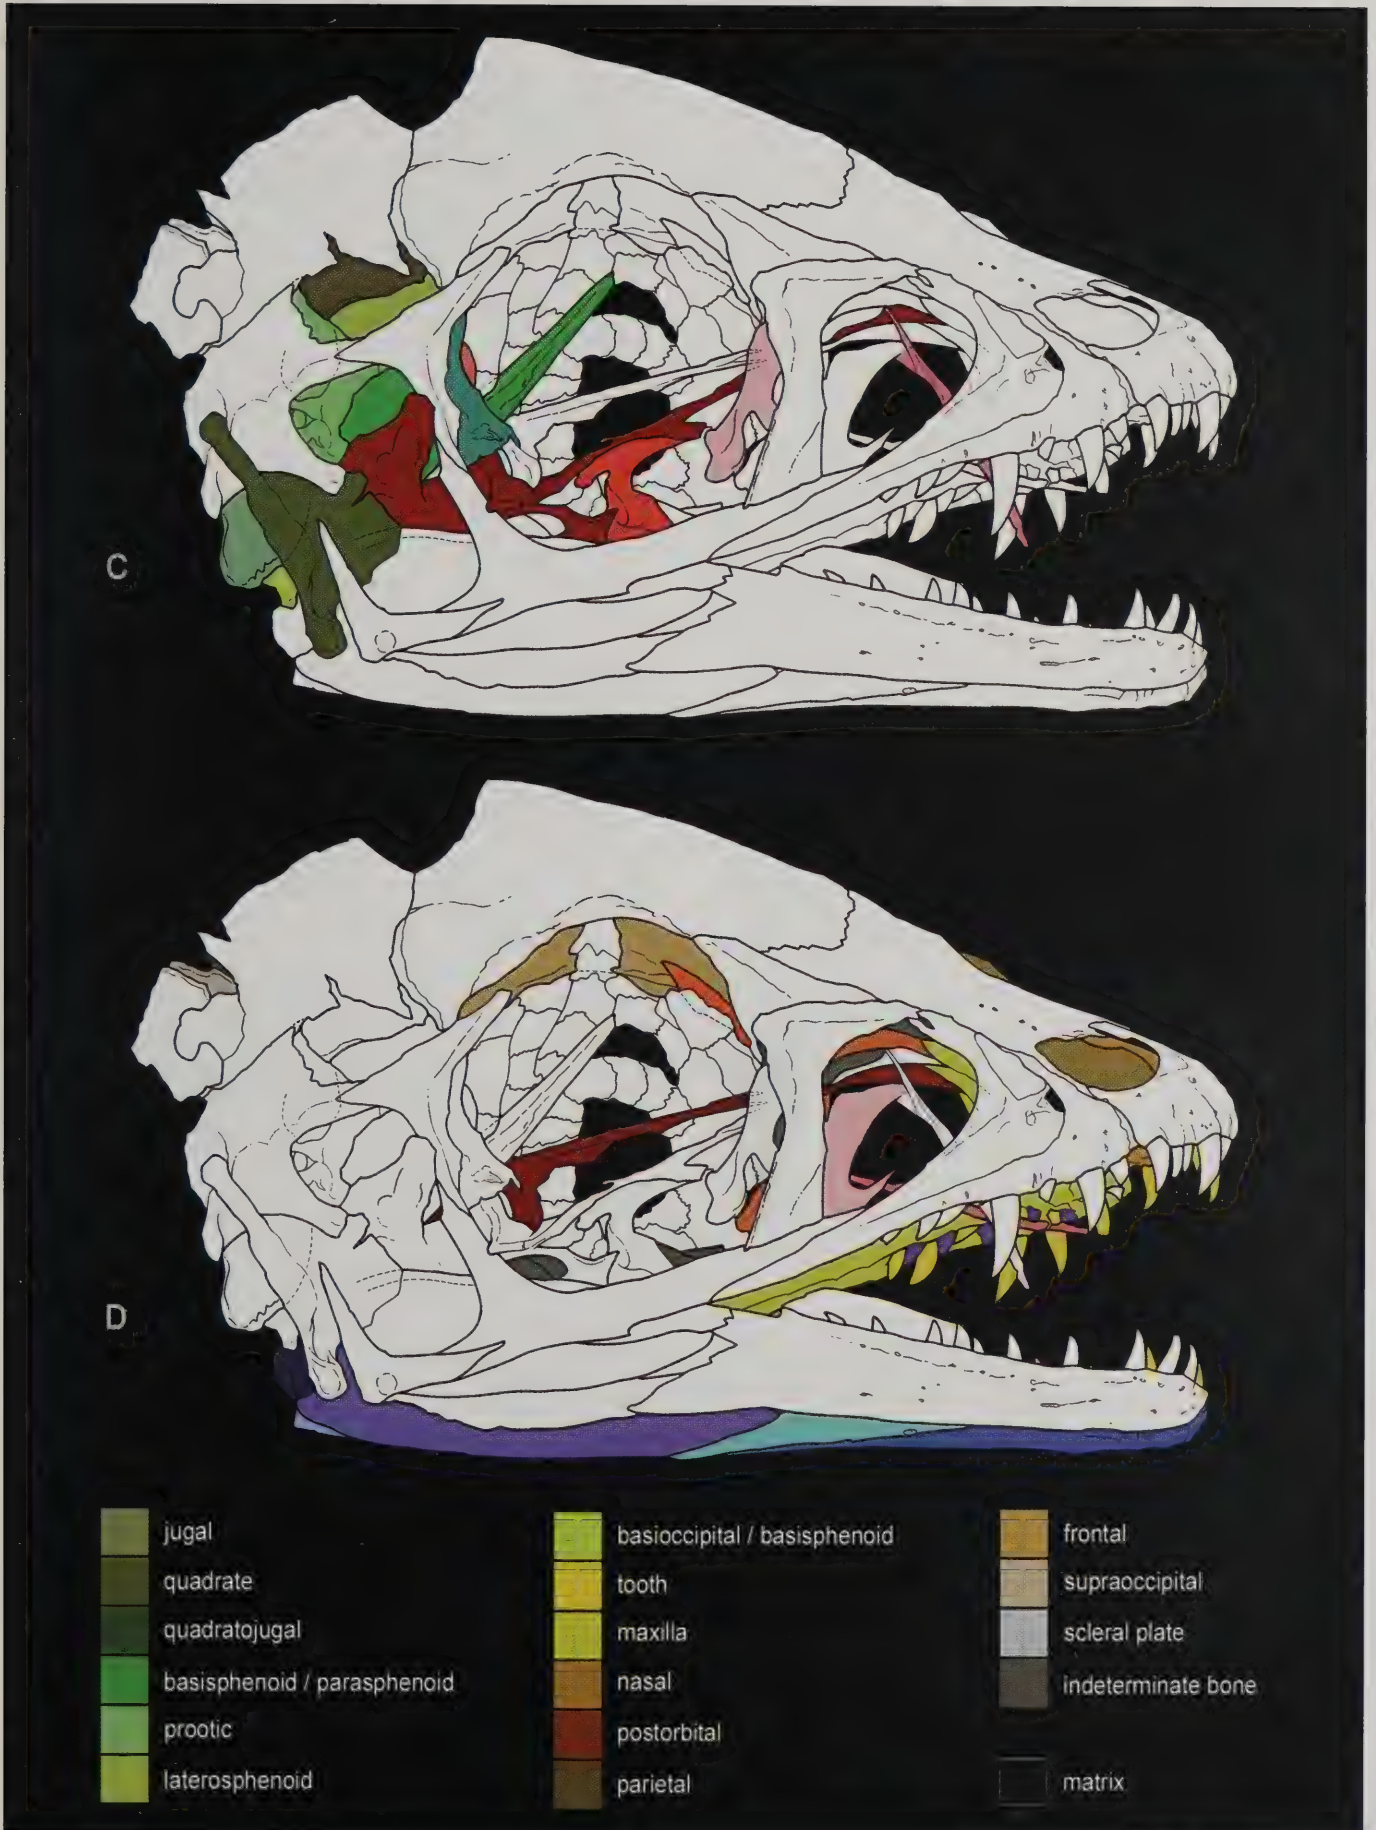 C
D
jugal
quadrate
quadratojugal
basisphenoid / parasphenoid
prootic
laterosphenoid
basioccipital / basisphenoid
tooth
maxilla
nasal
postorbital
parietal
frontal
supraoccipital
scleral plate
indeterminate bone
matrix